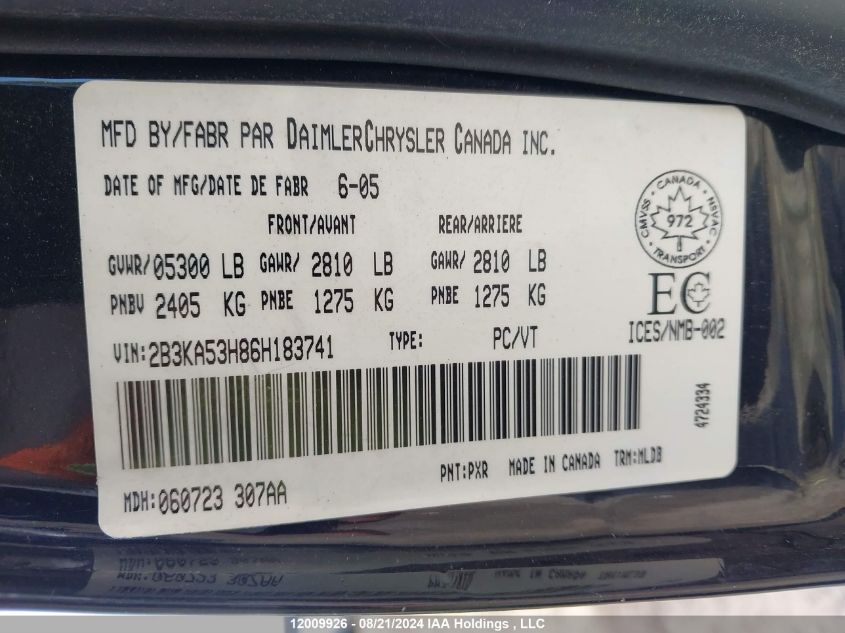 MFD BY/FABR PAR DAIMLERCHRYSLER CANADA INC.
DATE OF MFG/DATE DE FABR 6-05
FRONT/AVANT REAR/ARRIERE
GVWR/05300 LB GAWR/ 2810 LB GAWR/ 2810 LB
PNBV 2405 KG PNBE 1275 KG PNBE 1275 KG
VIN:2B3KA53H86H183741 TYPE: PC/VT
CANADA
CMVSS 972 NSVAC
TRANSPORT
EC
ICES/NMB-002
4724334
PNT:PXR MADE IN CANADA TRM:MLDB
MDH:060723 307AA
12009926 - 08/21/2024 IAA Holdings , LLC